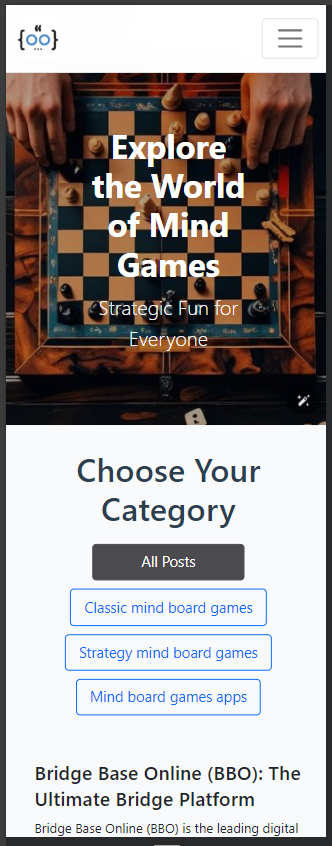 Explore
the World
of Mind
Games
Strategic Fun for
Everyone
Choose Your
Category
All Posts
Classic mind board games
Strategy mind board games
Mind board games apps
Bridge Base Online (BBO): The
Ultimate Bridge Platform
Bridge Base Online (BBO) is the leading digital